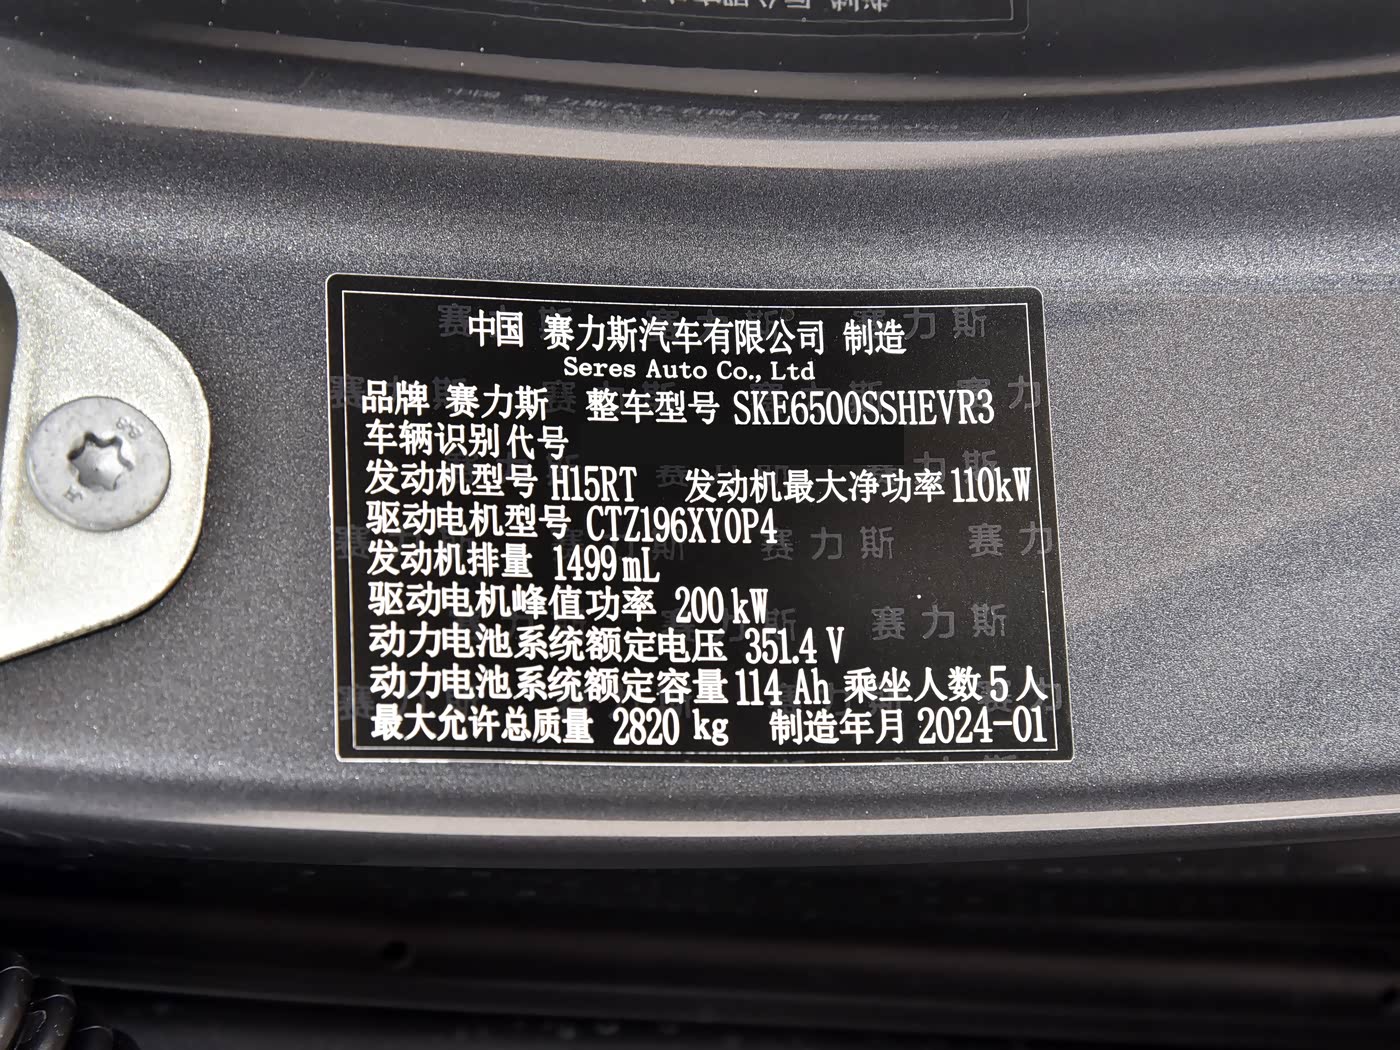 中国 赛力斯汽车有限公司 制造
Seres Auto Co., Ltd
品牌 赛力斯 整车型号 SKE6500SSHEVR3
车辆识别代号
发动机型号 H15RT 发动机最大净功率 110kW
驱动电机型号 CTZ196XY0P4
发动机排量 1499mL
驱动电机峰值功率 200kW
动力电池系统额定电压 351.4V
动力电池系统额定容量 114Ah 乘坐人数 5人
最大允许总质量 2820 kg 制造年月 2024-01